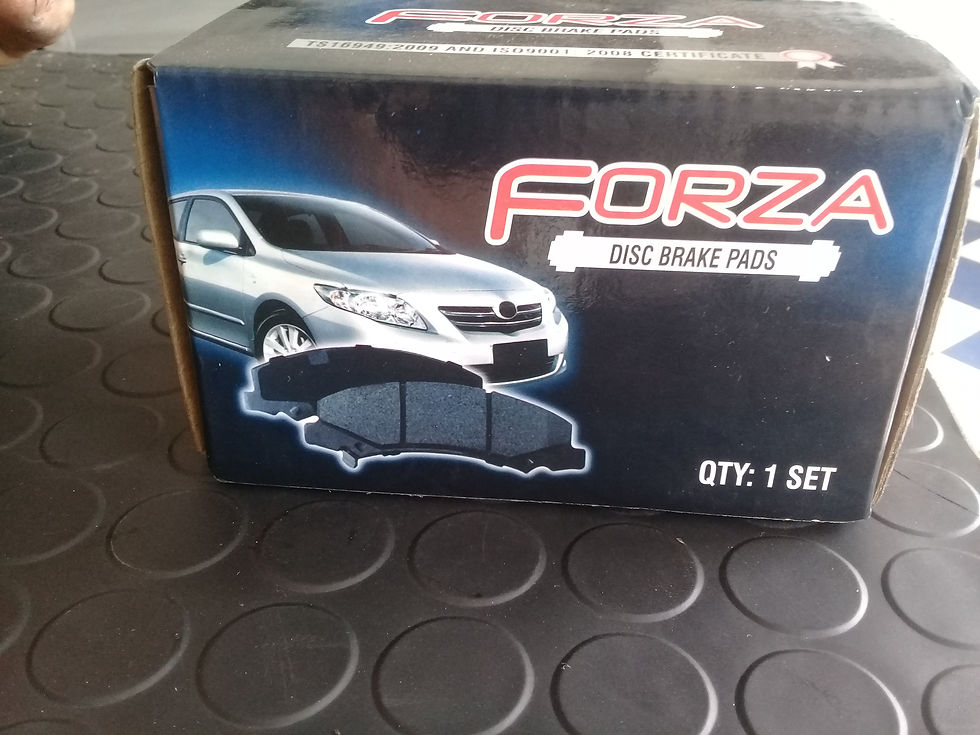 FORZA
DISC BRAKE PADS
TS16949:2009 AND ISO9001 2008 CERTIFICATE
FORZA
DISC BRAKE PADS
QTY: 1 SET